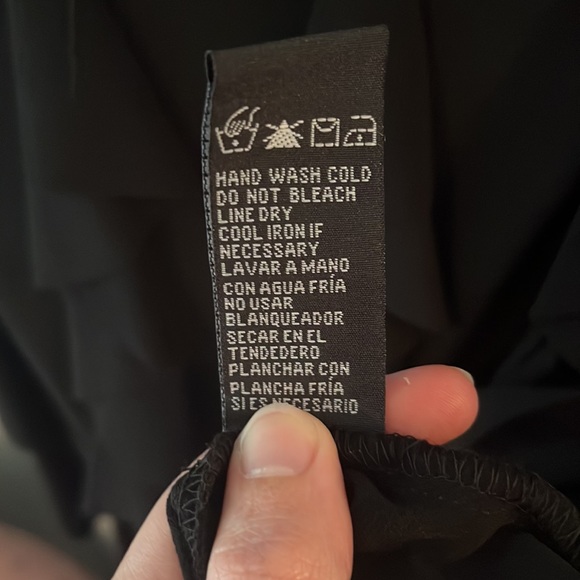 HAND WASH COLD
DO NOT BLEACH
LINE DRY
COOL IRON IF
NECESSARY
LAVAR A MANO
CON AGUA FRÍA
NO USAR
BLANQUEADOR
SECAR EN EL
TENDEDERO
PLANCHAR CON
PLANCHA FRÍA
SI ES NECESARIO